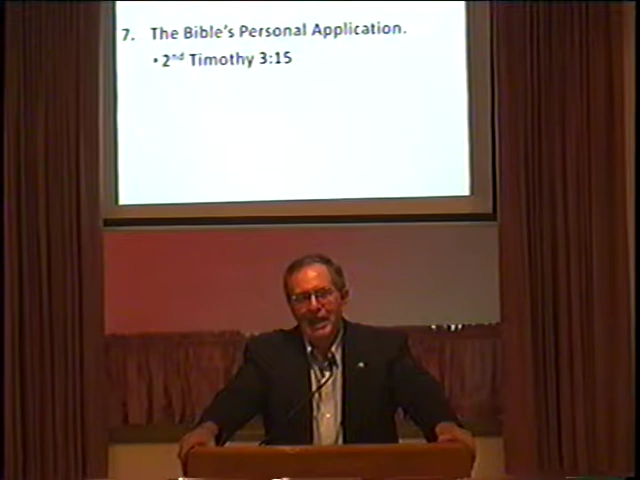 7. The Bible's Personal Application.
• 2nd Timothy 3:15